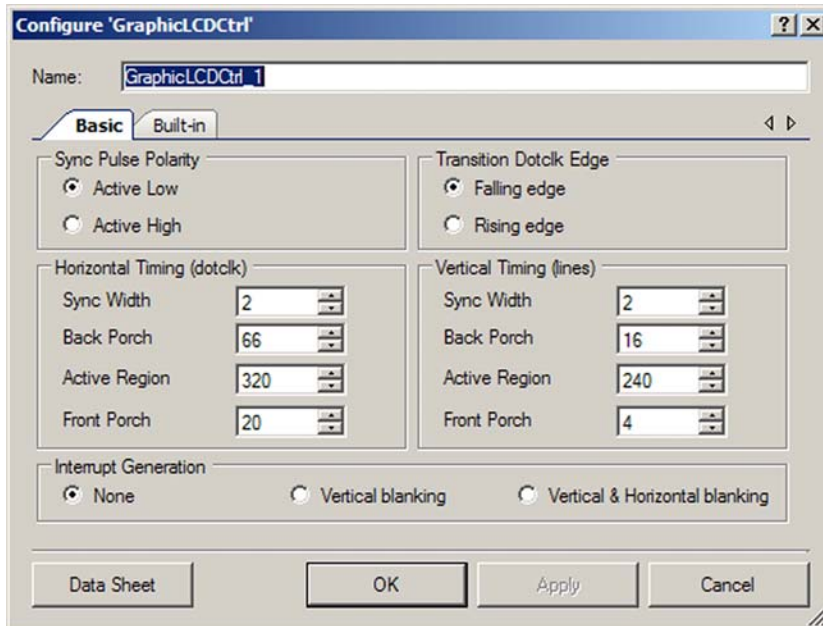 Configure 'GraphicLCDCtrl'
Name: GraphicLCDCtrl_1
Basic Built-in
Sync Pulse Polarity
Active Low
Active High
Transition Dotclk Edge
Falling edge
Rising edge
Horizontal Timing (dotclk)
Sync Width 2
Back Porch 66
Active Region 320
Front Porch 20
Vertical Timing (lines)
Sync Width 2
Back Porch 16
Active Region 240
Front Porch 4
Interrupt Generation
None Vertical blanking Vertical & Horizontal blanking
Data Sheet OK Apply Cancel